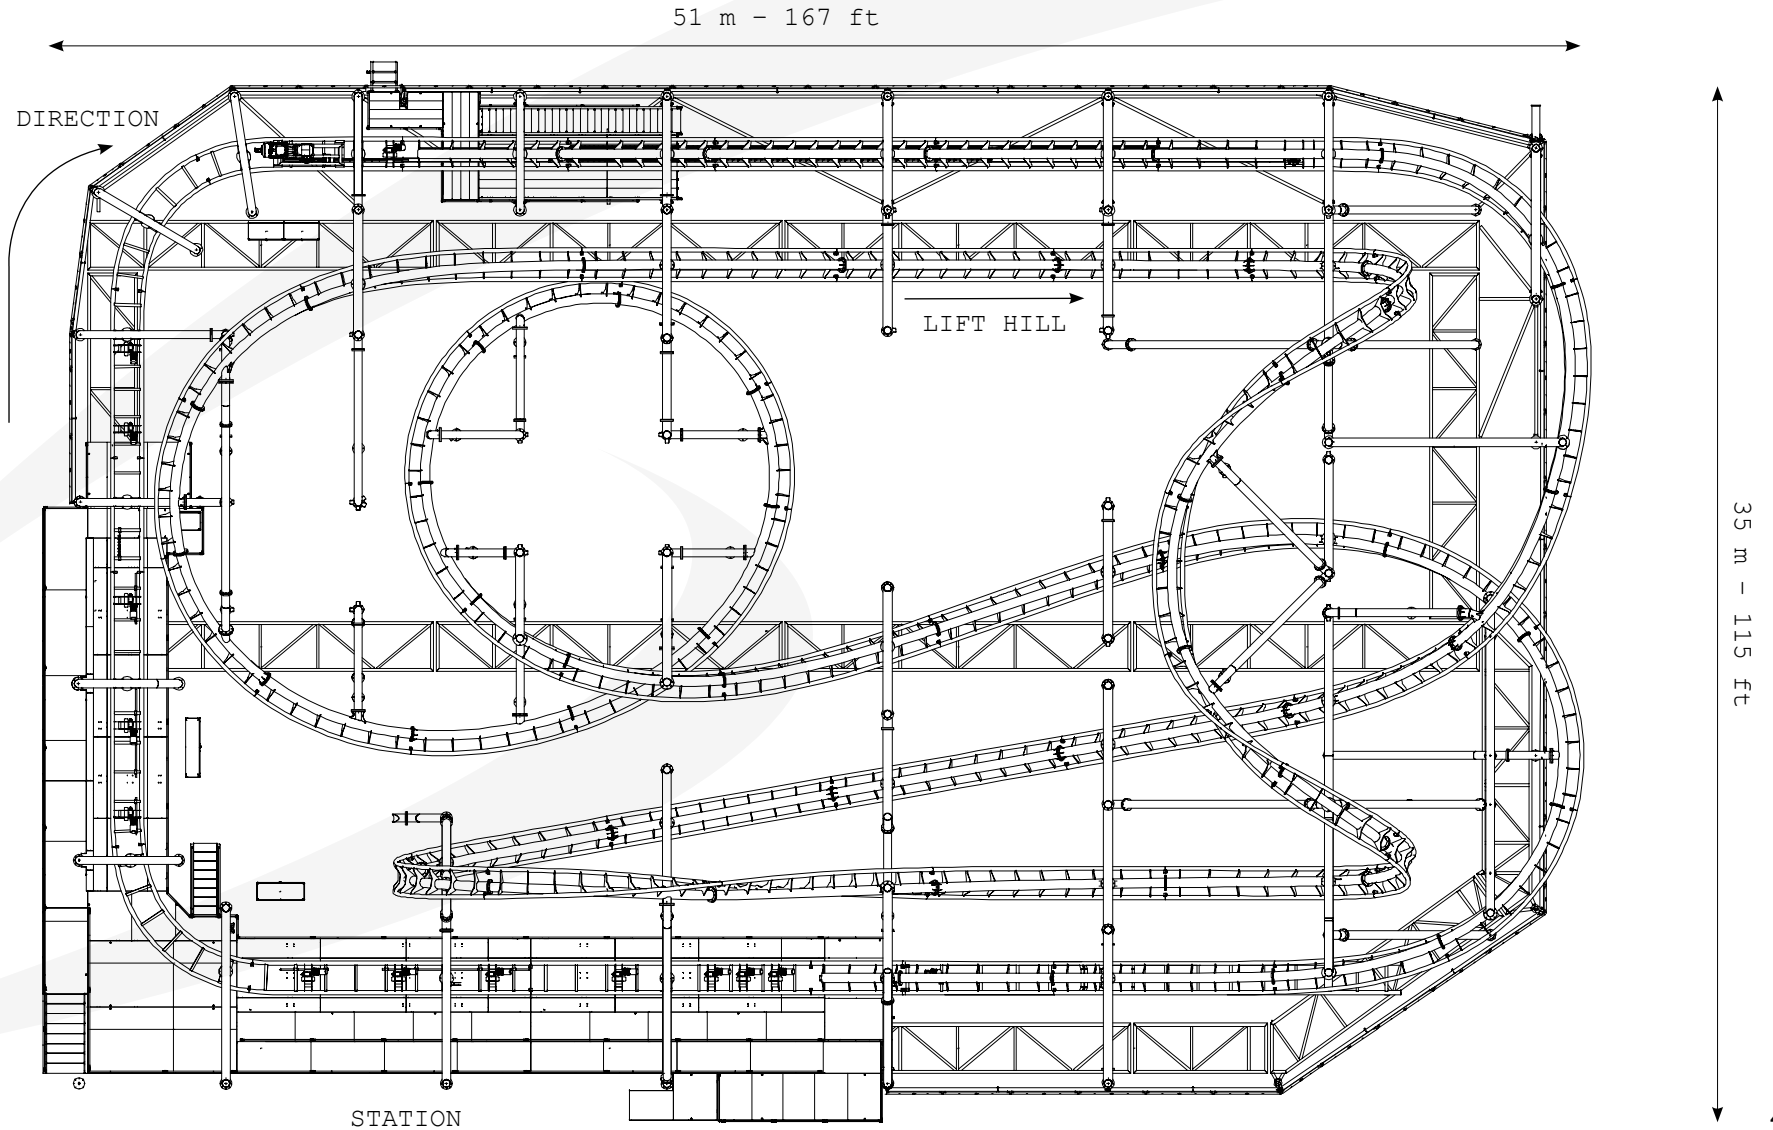 51 m – 167 ft
DIRECTION
LIFT HILL
35 m – 115 ft
STATION